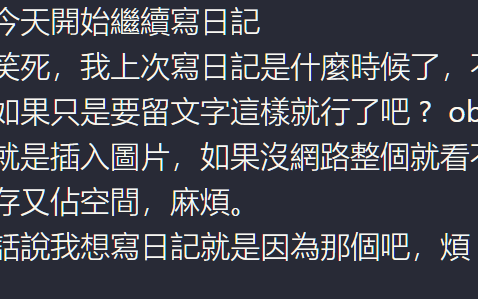 今天開始繼續寫日記
笑死，我上次寫日記是什麼時候了，
如果只是要留文字這樣就行了吧？ ob
就是插入圖片，如果沒網路整個就看不
存又佔空間，麻煩。
話說我想寫日記就是因為那個吧，煩